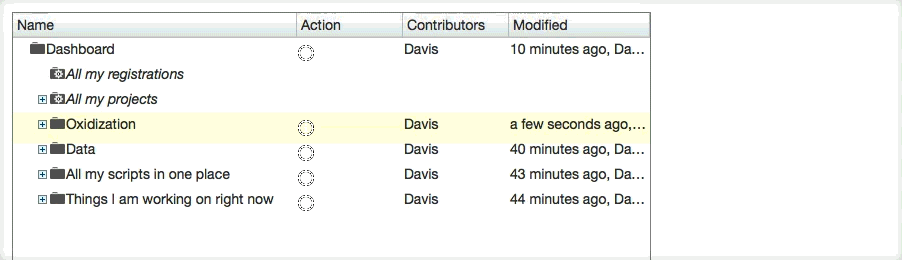 Name Action Contributors Modified
Dashboard Davis 10 minutes ago, Da...
All my registrations
All my projects
Oxidization Davis a few seconds ago,...
Data Davis 40 minutes ago, Da...
All my scripts in one place Davis 43 minutes ago, Da...
Things I am working on right now Davis 44 minutes ago, Da...